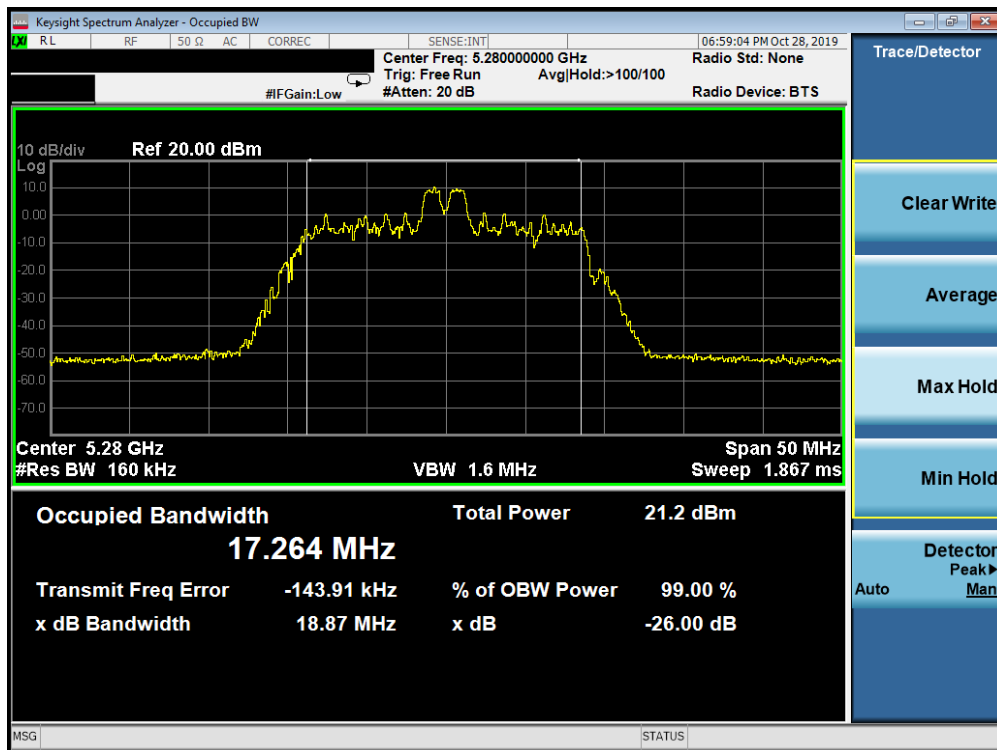 Keysight Spectrum Analyzer - Occupied BW
LXI RL RF 50 Ω AC CORREC SENSE:INT 06:59:04 PM Oct 28, 2019
Center Freq: 5.280000000 GHz Radio Std: None
Trig: Free Run Avg|Hold:>100/100
#IFGain:Low #Atten: 20 dB Radio Device: BTS
Trace/Detector
10 dB/div Ref 20.00 dBm
Log
10.0
0.00
-10.0
-20.0
-30.0
-40.0
-50.0
-60.0
-70.0
Center 5.28 GHz Span 50 MHz
#Res BW 160 kHz VBW 1.6 MHz Sweep 1.867 ms
Occupied Bandwidth Total Power 21.2 dBm
17.264 MHz
Transmit Freq Error -143.91 kHz % of OBW Power 99.00 %
x dB Bandwidth 18.87 MHz x dB -26.00 dB
Clear Write
Average
Max Hold
Min Hold
Detector
Peak▶
Auto Man
MSG STATUS